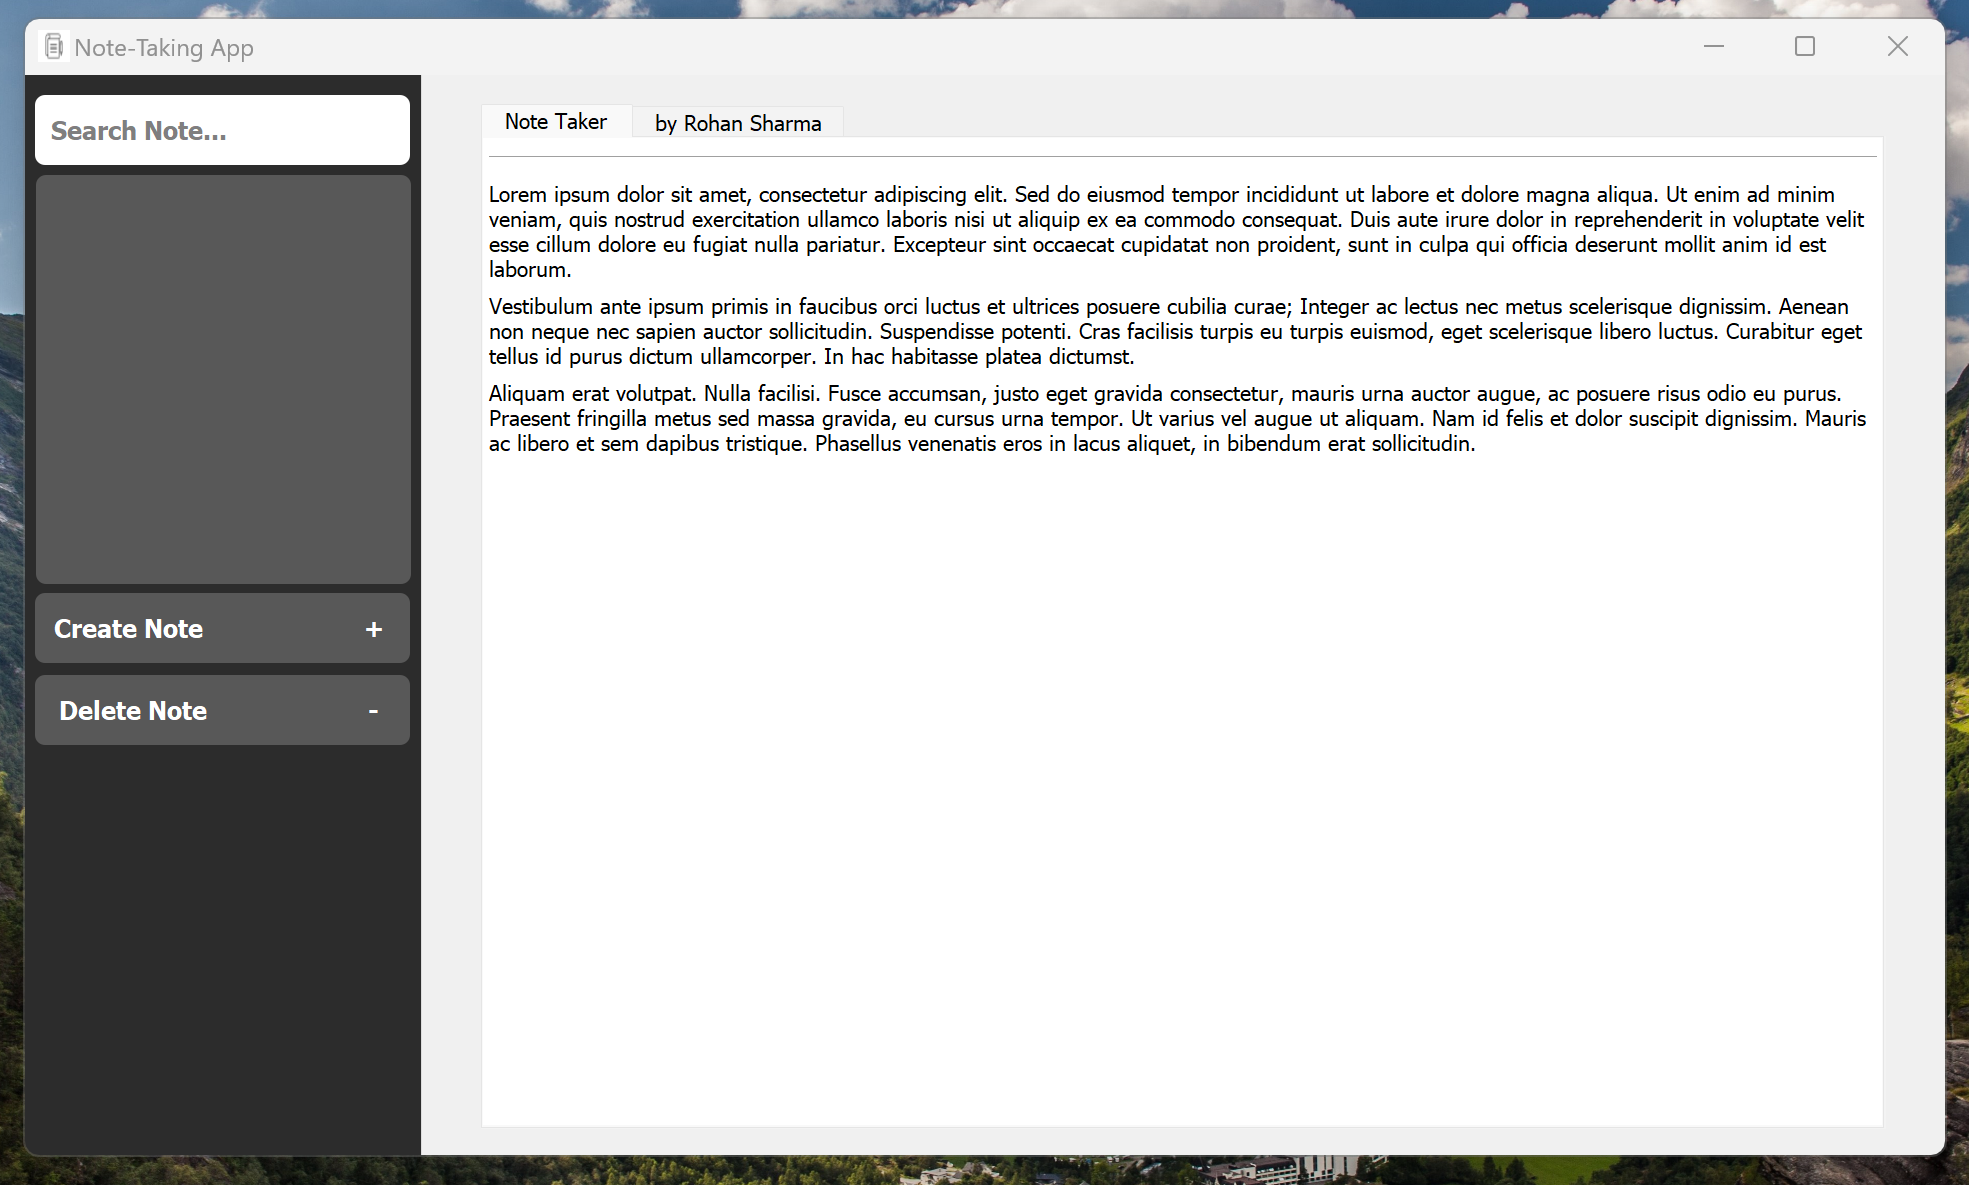 Note-Taking App
Search Note...
Create Note +
Delete Note -
Note Taker
by Rohan Sharma
Lorem ipsum dolor sit amet, consectetur adipiscing elit. Sed do eiusmod tempor incididunt ut labore et dolore magna aliqua. Ut enim ad minim
veniam, quis nostrud exercitation ullamco laboris nisi ut aliquip ex ea commodo consequat. Duis aute irure dolor in reprehenderit in voluptate velit
esse cillum dolore eu fugiat nulla pariatur. Excepteur sint occaecat cupidatat non proident, sunt in culpa qui officia deserunt mollit anim id est
laborum.
Vestibulum ante ipsum primis in faucibus orci luctus et ultrices posuere cubilia curae; Integer ac lectus nec metus scelerisque dignissim. Aenean
non neque nec sapien auctor sollicitudin. Suspendisse potenti. Cras facilisis turpis eu turpis euismod, eget scelerisque libero luctus. Curabitur eget
tellus id purus dictum ullamcorper. In hac habitasse platea dictumst.
Aliquam erat volutpat. Nulla facilisi. Fusce accumsan, justo eget gravida consectetur, mauris urna auctor augue, ac posuere risus odio eu purus.
Praesent fringilla metus sed massa gravida, eu cursus urna tempor. Ut varius vel augue ut aliquam. Nam id felis et dolor suscipit dignissim. Mauris
ac libero et sem dapibus tristique. Phasellus venenatis eros in lacus aliquet, in bibendum erat sollicitudin.